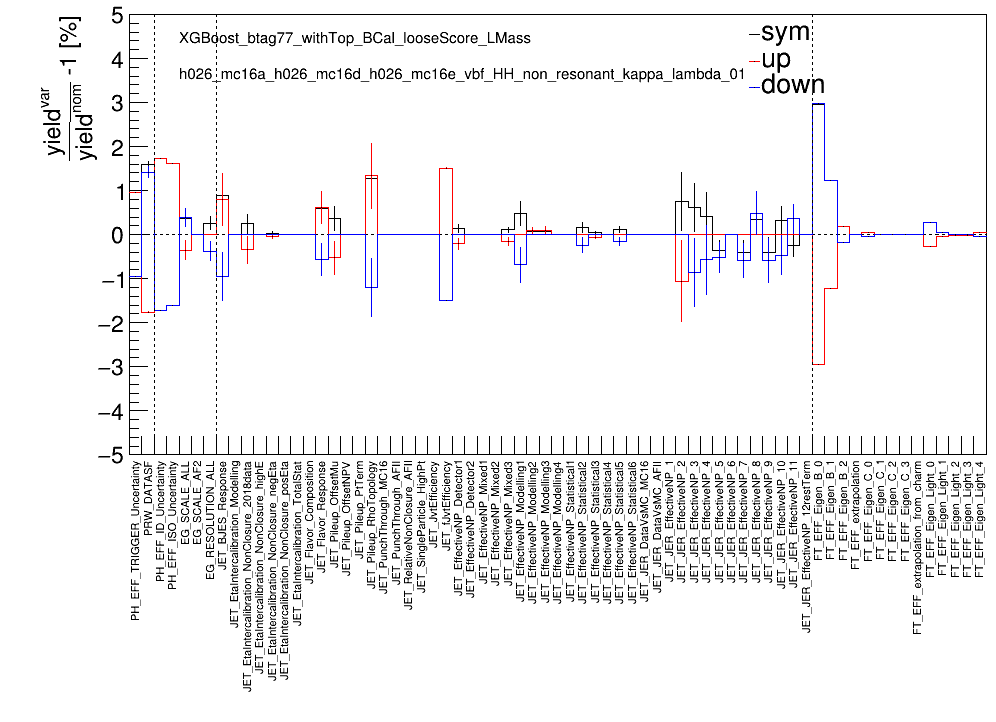 yield^var / yield^nom -1 [%]
5
4
3
2
1
0
−1
−2
−3
−4
−5
XGBoost_btag77_withTop_BCal_looseScore_LMass
h026_mc16a_h026_mc16d_h026_mc16e_vbf_HH_non_resonant_kappa_lambda_01
sym
up
down
PH_EFF_TRIGGER_Uncertainty
PRW_DATASF
PH_EFF_ID_Uncertainty
PH_EFF_ISO_Uncertainty
EG_SCALE_ALL
EG_SCALE_AF2
EG_RESOLUTION_ALL
JET_BJES_Response
JET_EtaIntercalibration_Modelling
JET_EtaIntercalibration_NonClosure_2018data
JET_EtaIntercalibration_NonClosure_highE
JET_EtaIntercalibration_NonClosure_negEta
JET_EtaIntercalibration_NonClosure_posEta
JET_EtaIntercalibration_TotalStat
JET_Flavor_Composition
JET_Flavor_Response
JET_Pileup_OffsetMu
JET_Pileup_OffsetNPV
JET_Pileup_PtTerm
JET_Pileup_RhoTopology
JET_PunchThrough_MC16
JET_PunchThrough_AFII
JET_RelativeNonClosure_AFII
JET_SingleParticle_HighPt
JET_JvtEfficiency
JET_fJvtEfficiency
JET_EffectiveNP_Detector1
JET_EffectiveNP_Detector2
JET_EffectiveNP_Mixed1
JET_EffectiveNP_Mixed2
JET_EffectiveNP_Mixed3
JET_EffectiveNP_Modelling1
JET_EffectiveNP_Modelling2
JET_EffectiveNP_Modelling3
JET_EffectiveNP_Modelling4
JET_EffectiveNP_Statistical1
JET_EffectiveNP_Statistical2
JET_EffectiveNP_Statistical3
JET_EffectiveNP_Statistical4
JET_EffectiveNP_Statistical5
JET_EffectiveNP_Statistical6
JET_JER_DataVsMC_MC16
JET_JER_DataVsMC_AFII
JET_JER_EffectiveNP_1
JET_JER_EffectiveNP_2
JET_JER_EffectiveNP_3
JET_JER_EffectiveNP_4
JET_JER_EffectiveNP_5
JET_JER_EffectiveNP_6
JET_JER_EffectiveNP_7
JET_JER_EffectiveNP_8
JET_JER_EffectiveNP_9
JET_JER_EffectiveNP_10
JET_JER_EffectiveNP_11
JET_JER_EffectiveNP_12restTerm
FT_EFF_Eigen_B_0
FT_EFF_Eigen_B_1
FT_EFF_Eigen_B_2
FT_EFF_extrapolation
FT_EFF_Eigen_C_0
FT_EFF_Eigen_C_1
FT_EFF_Eigen_C_2
FT_EFF_Eigen_C_3
FT_EFF_extrapolation_from_charm
FT_EFF_Eigen_Light_0
FT_EFF_Eigen_Light_1
FT_EFF_Eigen_Light_2
FT_EFF_Eigen_Light_3
FT_EFF_Eigen_Light_4